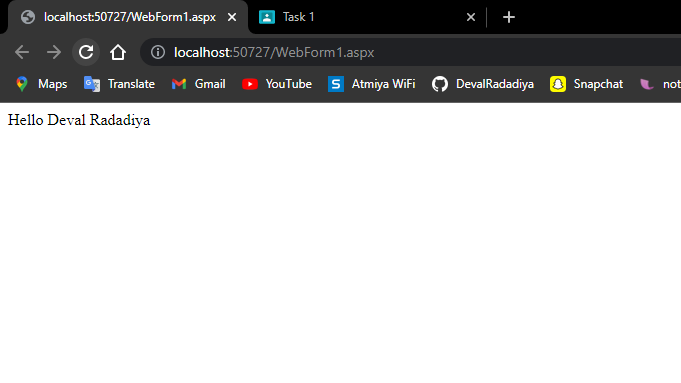 localhost:50727/WebForm1.aspx
Task 1
localhost:50727/WebForm1.aspx
Maps
Translate
Gmail
YouTube
S Atmiya WiFi
DevalRadadiya
Snapchat
not
Hello Deval Radadiya